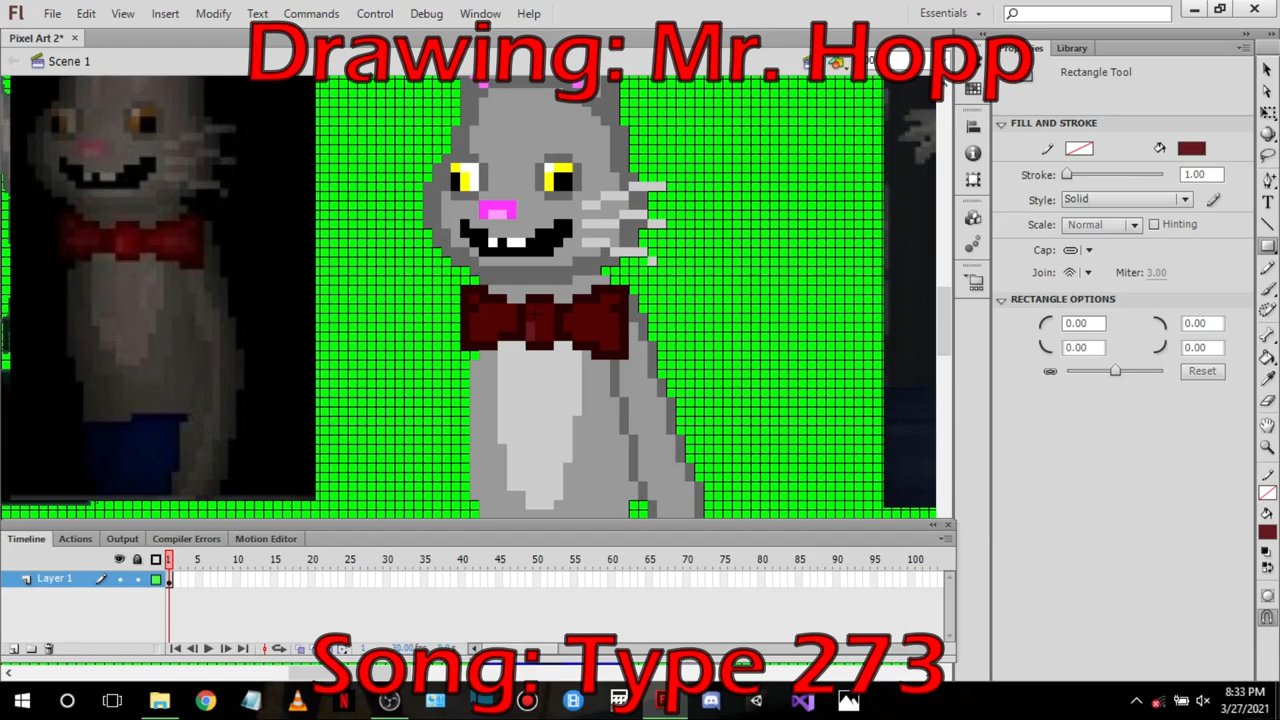 Fl File Edit View Insert Modify Text Commands Control Debug Window Help Essentials
Pixel Art 2*
Scene 1
Drawing: Mr. Hopp
Properties Library
Rectangle Tool
FILL AND STROKE
Stroke: 1.00
Style: Solid
Scale: Normal Hinting
Cap:
Join: Miter: 3.00
RECTANGLE OPTIONS
0.00 0.00
0.00 0.00
Reset
Timeline Actions Output Compiler Errors Motion Editor
1 5 10 15 20 25 30 35 40 45 50 55 60 65 70 75 80 85 90 95 100
Layer 1
Song: Type 273
8:33 PM
3/27/2021